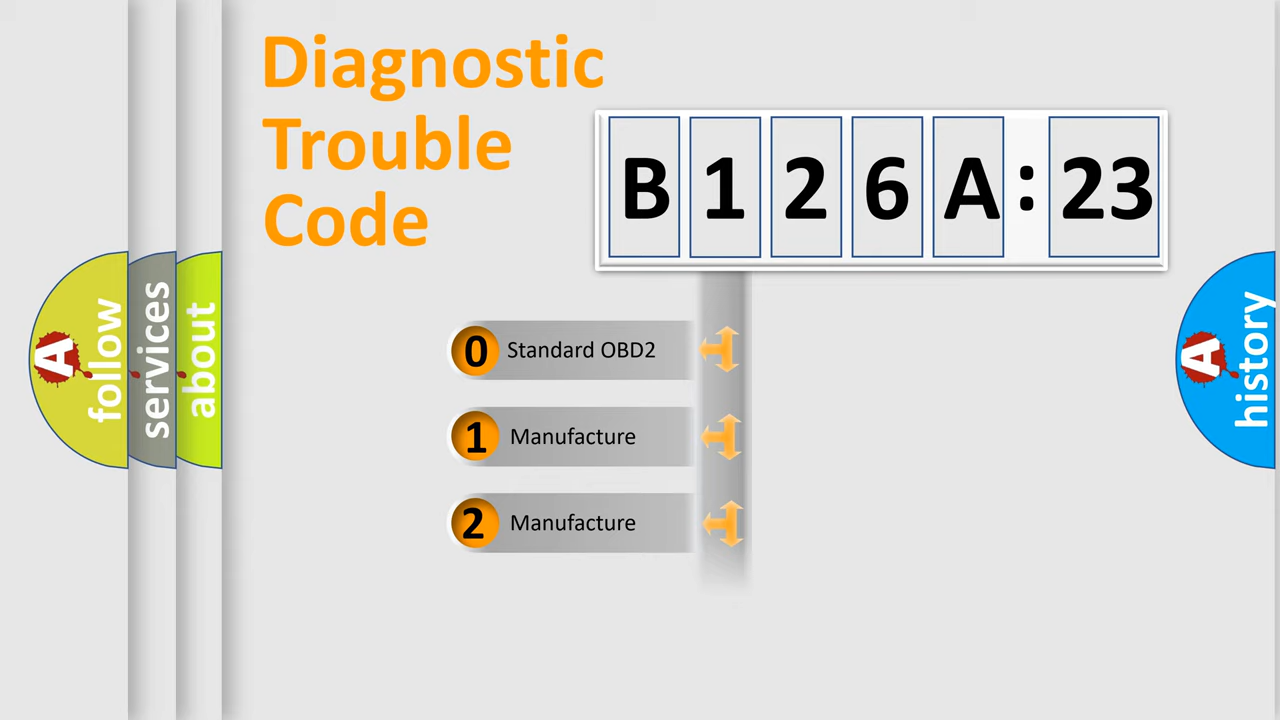 Diagnostic
Trouble
Code
B 1 2 6 A : 23
0 Standard OBD2
1 Manufacture
2 Manufacture
A follow
services
about
A history